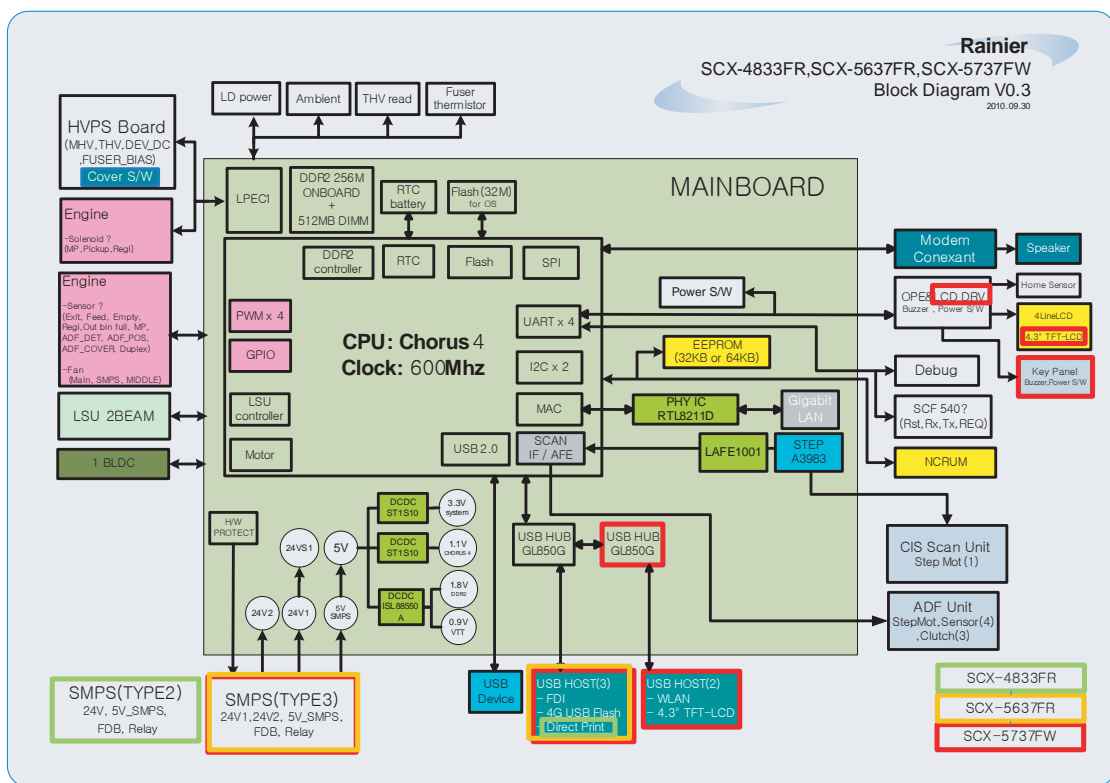 Rainier
SCX-4833FR,SCX-5637FR,SCX-5737FW
Block Diagram V0.3
2010.09.30
LD power
Ambient
THV read
Fuser
thermistor
HVPS Board
(MHV,THV,DEV_DC
,FUSER_BIAS)
Cover S/W
Engine
-Solenoid ?
(MP,Pickup,Regi)
Engine
-Sensor ?
(Exit, Feed, Empty,
Regi,Out bin full, MP,
ADF_DET, ADF_POS,
ADF_COVER, Duplex)
-Fan
(Main, SMPS, MIDDLE)
LSU 2BEAM
1 BLDC
MAINBOARD
LPEC1
DDR2 256M
ONBOARD
+
512MB DIMM
RTC
battery
Flash(32M)
for OS
DDR2
controller
RTC
Flash
SPI
PWM x 4
GPIO
LSU
controller
Motor
CPU: Chorus 4
Clock: 600Mhz
UART x 4
I2C x 2
MAC
USB 2.0
SCAN
IF / AFE
Power S/W
EEPROM
(32KB or 64KB)
PHY IC
RTL8211D
Gigabit
LAN
LAFE1001
STEP
A3983
Modem
Conexant
Speaker
OPE&LCD DRV
Buzzer , Power S/W
Home Sensor
4LineLCD
4.3" TFT-LCD
Debug
Key Panel
Buzzer,Power S/W
SCF 540?
(Rst, Rx, Tx, REQ)
NCRUM
CIS Scan Unit
Step Mot(1)
ADF Unit
StepMot,Sensor(4)
,Clutch(3)
H/W
PROTECT
24VS1
5V
24V2
24V1
5V
SMPS
DCDC
ST1S10
3.3V
system
DCDC
ST1S10
1.1V
CHORUS 4
DCDC
ISL88550
A
1.8V
DDR2
0.9V
VTT
USB HUB
GL850G
USB HUB
GL850G
SMPS(TYPE2)
24V, 5V_SMPS,
FDB, Relay
SMPS(TYPE3)
24V1,24V2, 5V_SMPS,
FDB, Relay
USB
Device
USB HOST(3)
- FDI
- 4G USB Flash
- Direct Print
USB HOST(2)
- WLAN
- 4.3" TFT-LCD
SCX-4833FR
SCX-5637FR
SCX-5737FW